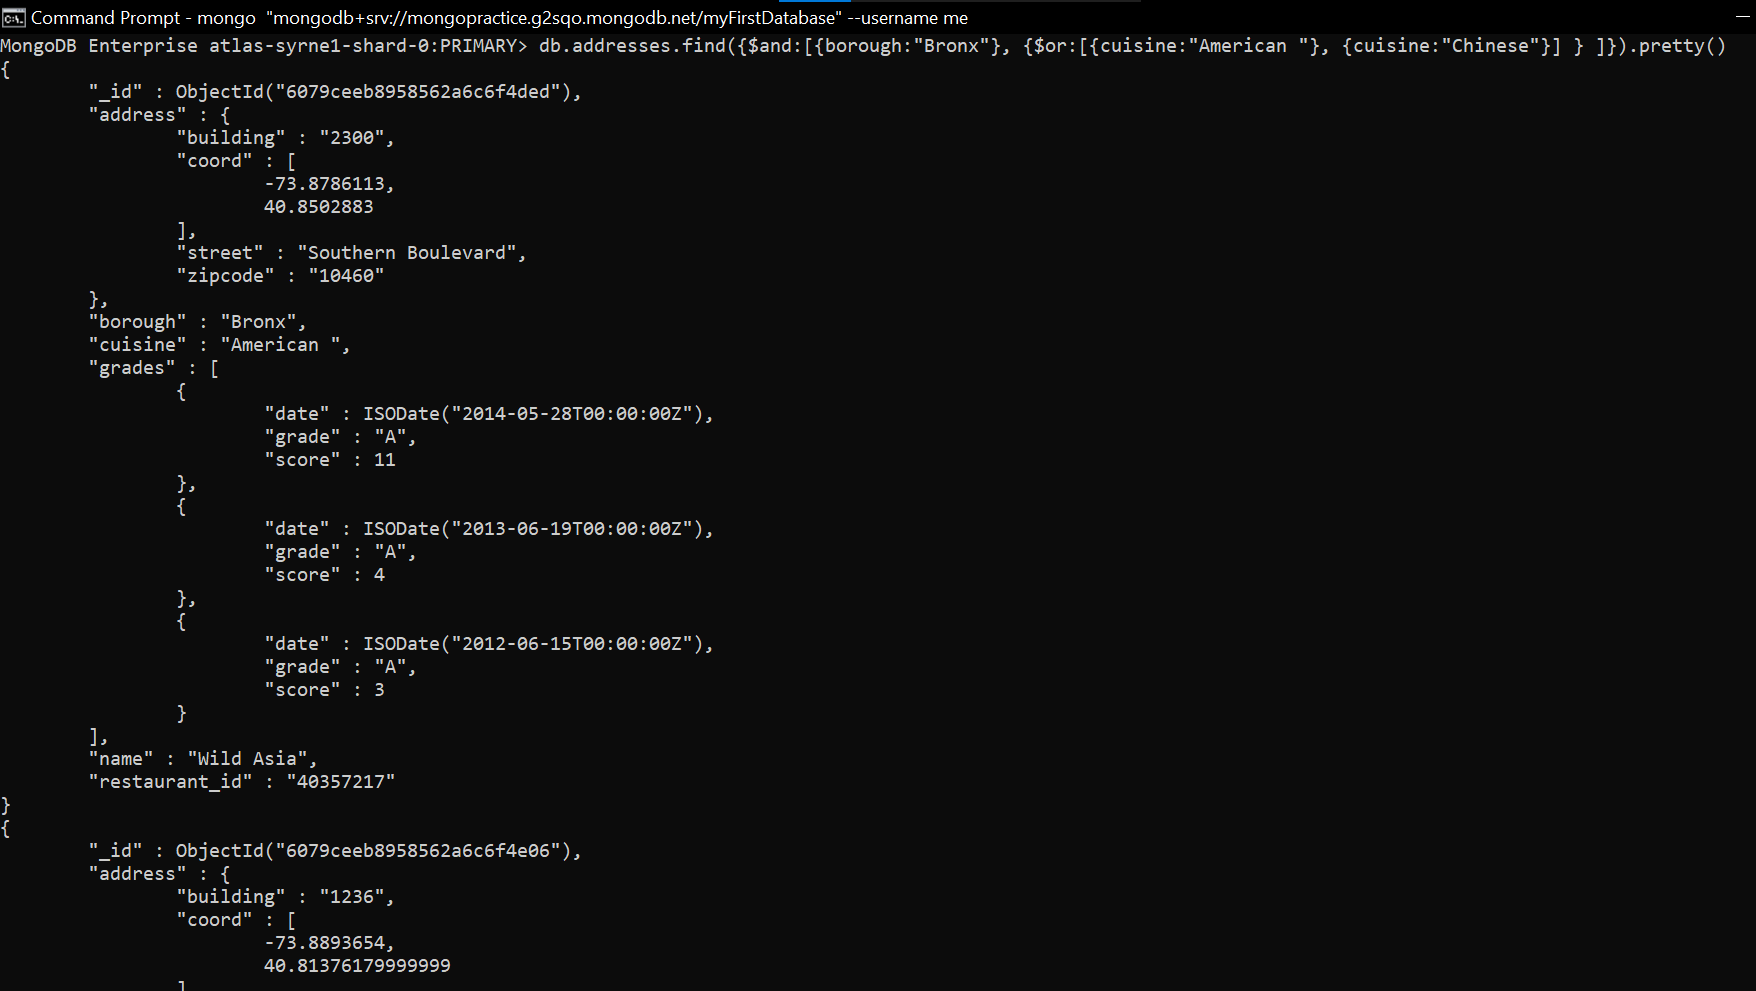 Command Prompt - mongo  "mongodb+srv://mongopractice.g2sqo.mongodb.net/myFirstDatabase" --username me
MongoDB Enterprise atlas-syrne1-shard-0:PRIMARY> db.addresses.find({$and:[{borough:"Bronx"}, {$or:[{cuisine:"American "}, {cuisine:"Chinese"}] } ]}).pretty()
{
        "_id" : ObjectId("6079ceeb8958562a6c6f4ded"),
        "address" : {
                "building" : "2300",
                "coord" : [
                        -73.8786113,
                        40.8502883
                ],
                "street" : "Southern Boulevard",
                "zipcode" : "10460"
        },
        "borough" : "Bronx",
        "cuisine" : "American ",
        "grades" : [
                {
                        "date" : ISODate("2014-05-28T00:00:00Z"),
                        "grade" : "A",
                        "score" : 11
                },
                {
                        "date" : ISODate("2013-06-19T00:00:00Z"),
                        "grade" : "A",
                        "score" : 4
                },
                {
                        "date" : ISODate("2012-06-15T00:00:00Z"),
                        "grade" : "A",
                        "score" : 3
                }
        ],
        "name" : "Wild Asia",
        "restaurant_id" : "40357217"
}
{
        "_id" : ObjectId("6079ceeb8958562a6c6f4e06"),
        "address" : {
                "building" : "1236",
                "coord" : [
                        -73.8893654,
                        40.81376179999999
                ]